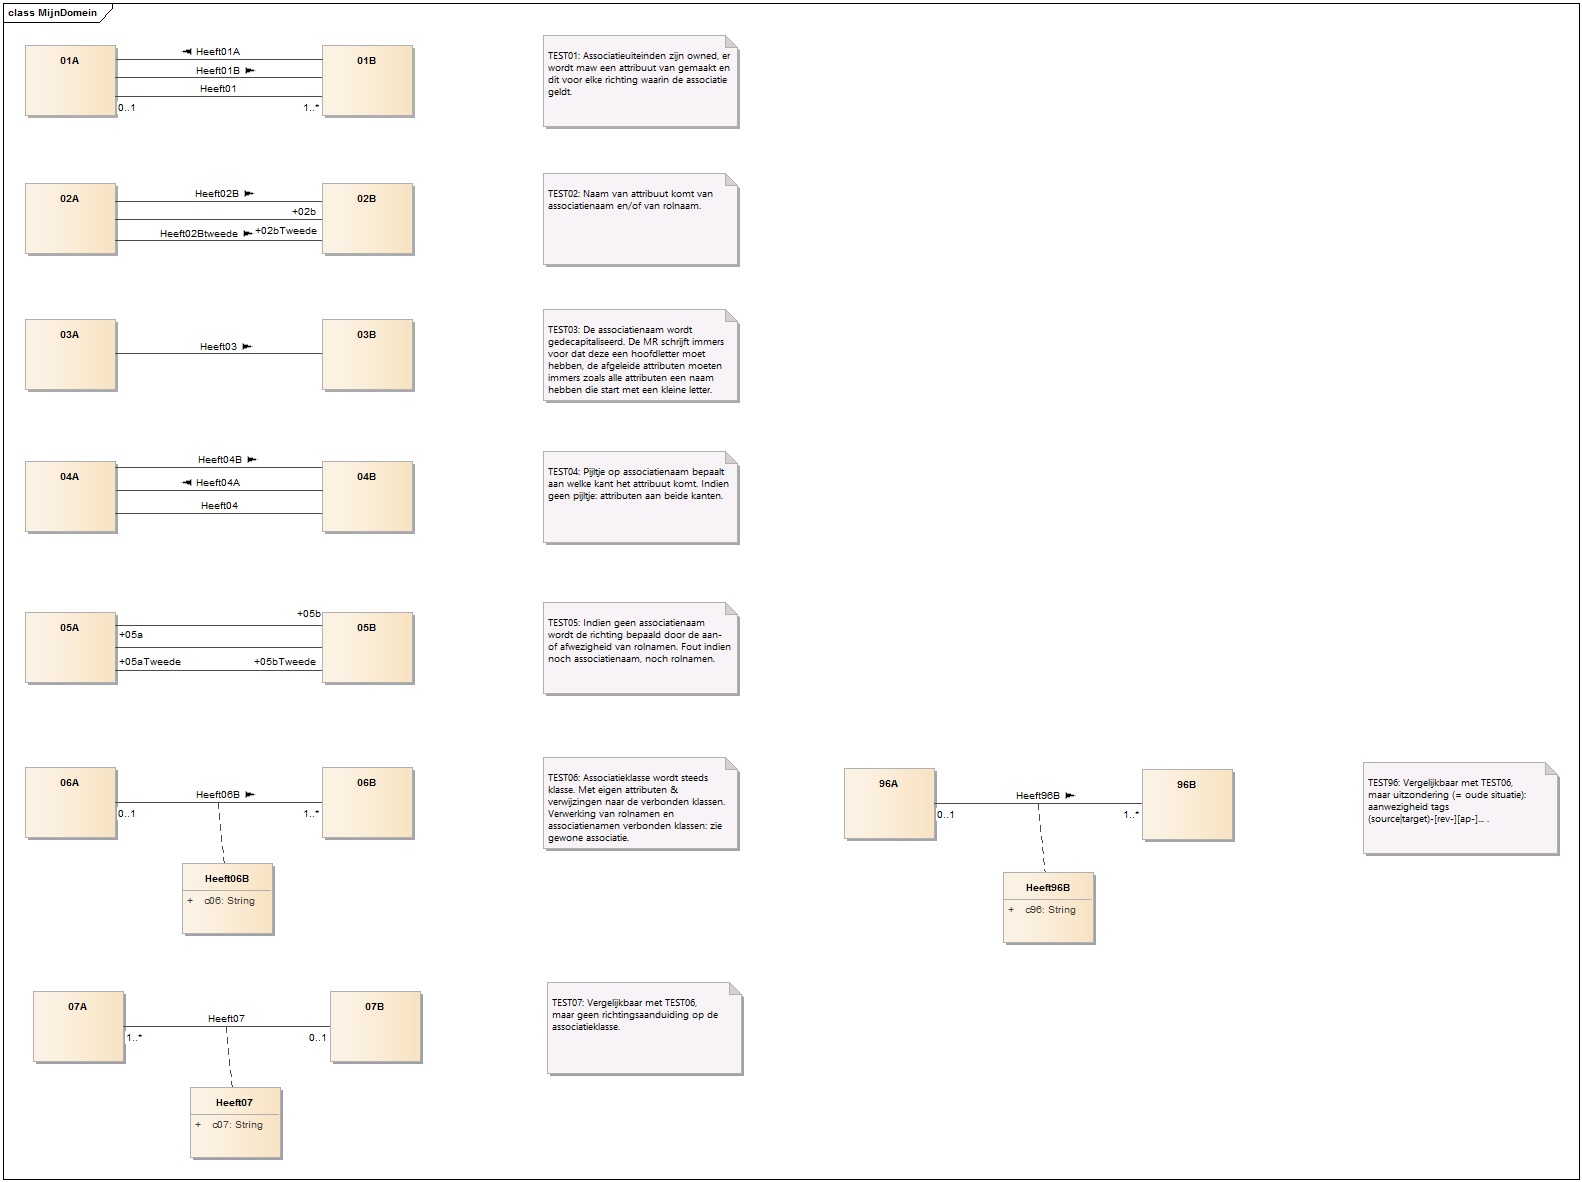 class MijnDomein
01A
Heeft01A
Heeft01B
Heeft01
0..1
1..*
01B
TEST01: Associatieuiteinden zijn owned, er
wordt maw een attribuut van gemaakt en
dit voor elke richting waarin de associatie
geldt.
02A
Heeft02B
+02b
Heeft02Btweede
+02bTweede
02B
TEST02: Naam van attribuut komt van
associatienaam en/of van rolnaam.
03A
Heeft03
03B
TEST03: De associatienaam wordt
gedecapitaliseerd. De MR schrijft immers
voor dat deze een hoofdletter moet
hebben, de afgeleide attributen moeten
immers zoals alle attributen een naam
hebben die start met een kleine letter.
04A
Heeft04B
Heeft04A
Heeft04
04B
TEST04: Pijltje op associatienaam bepaalt
aan welke kant het attribuut komt. Indien
geen pijltje: attributen aan beide kanten.
05A
+05b
+05a
+05aTweede
+05bTweede
05B
TEST05: Indien geen associatienaam
wordt de richting bepaald door de aan-
of afwezigheid van rolnamen. Fout indien
noch associatienaam, noch rolnamen.
06A
Heeft06B
0..1
1..*
06B
Heeft06B
+ c06: String
TEST06: Associatieklasse wordt steeds
klasse. Met eigen attributen &
verwijzingen naar de verbonden klassen.
Verwerking van rolnamen en
associatienamen verbonden klassen: zie
gewone associatie.
96A
Heeft96B
0..1
1..*
96B
Heeft96B
+ c96: String
TEST96: Vergelijkbaar met TEST06,
maar uitzondering (= oude situatie):
aanwezigheid tags
(source|target)-[rev-][ap-]... .
07A
Heeft07
1..*
0..1
07B
Heeft07
+ c07: String
TEST07: Vergelijkbaar met TEST06,
maar geen richtingsaanduiding op de
associatieklasse.